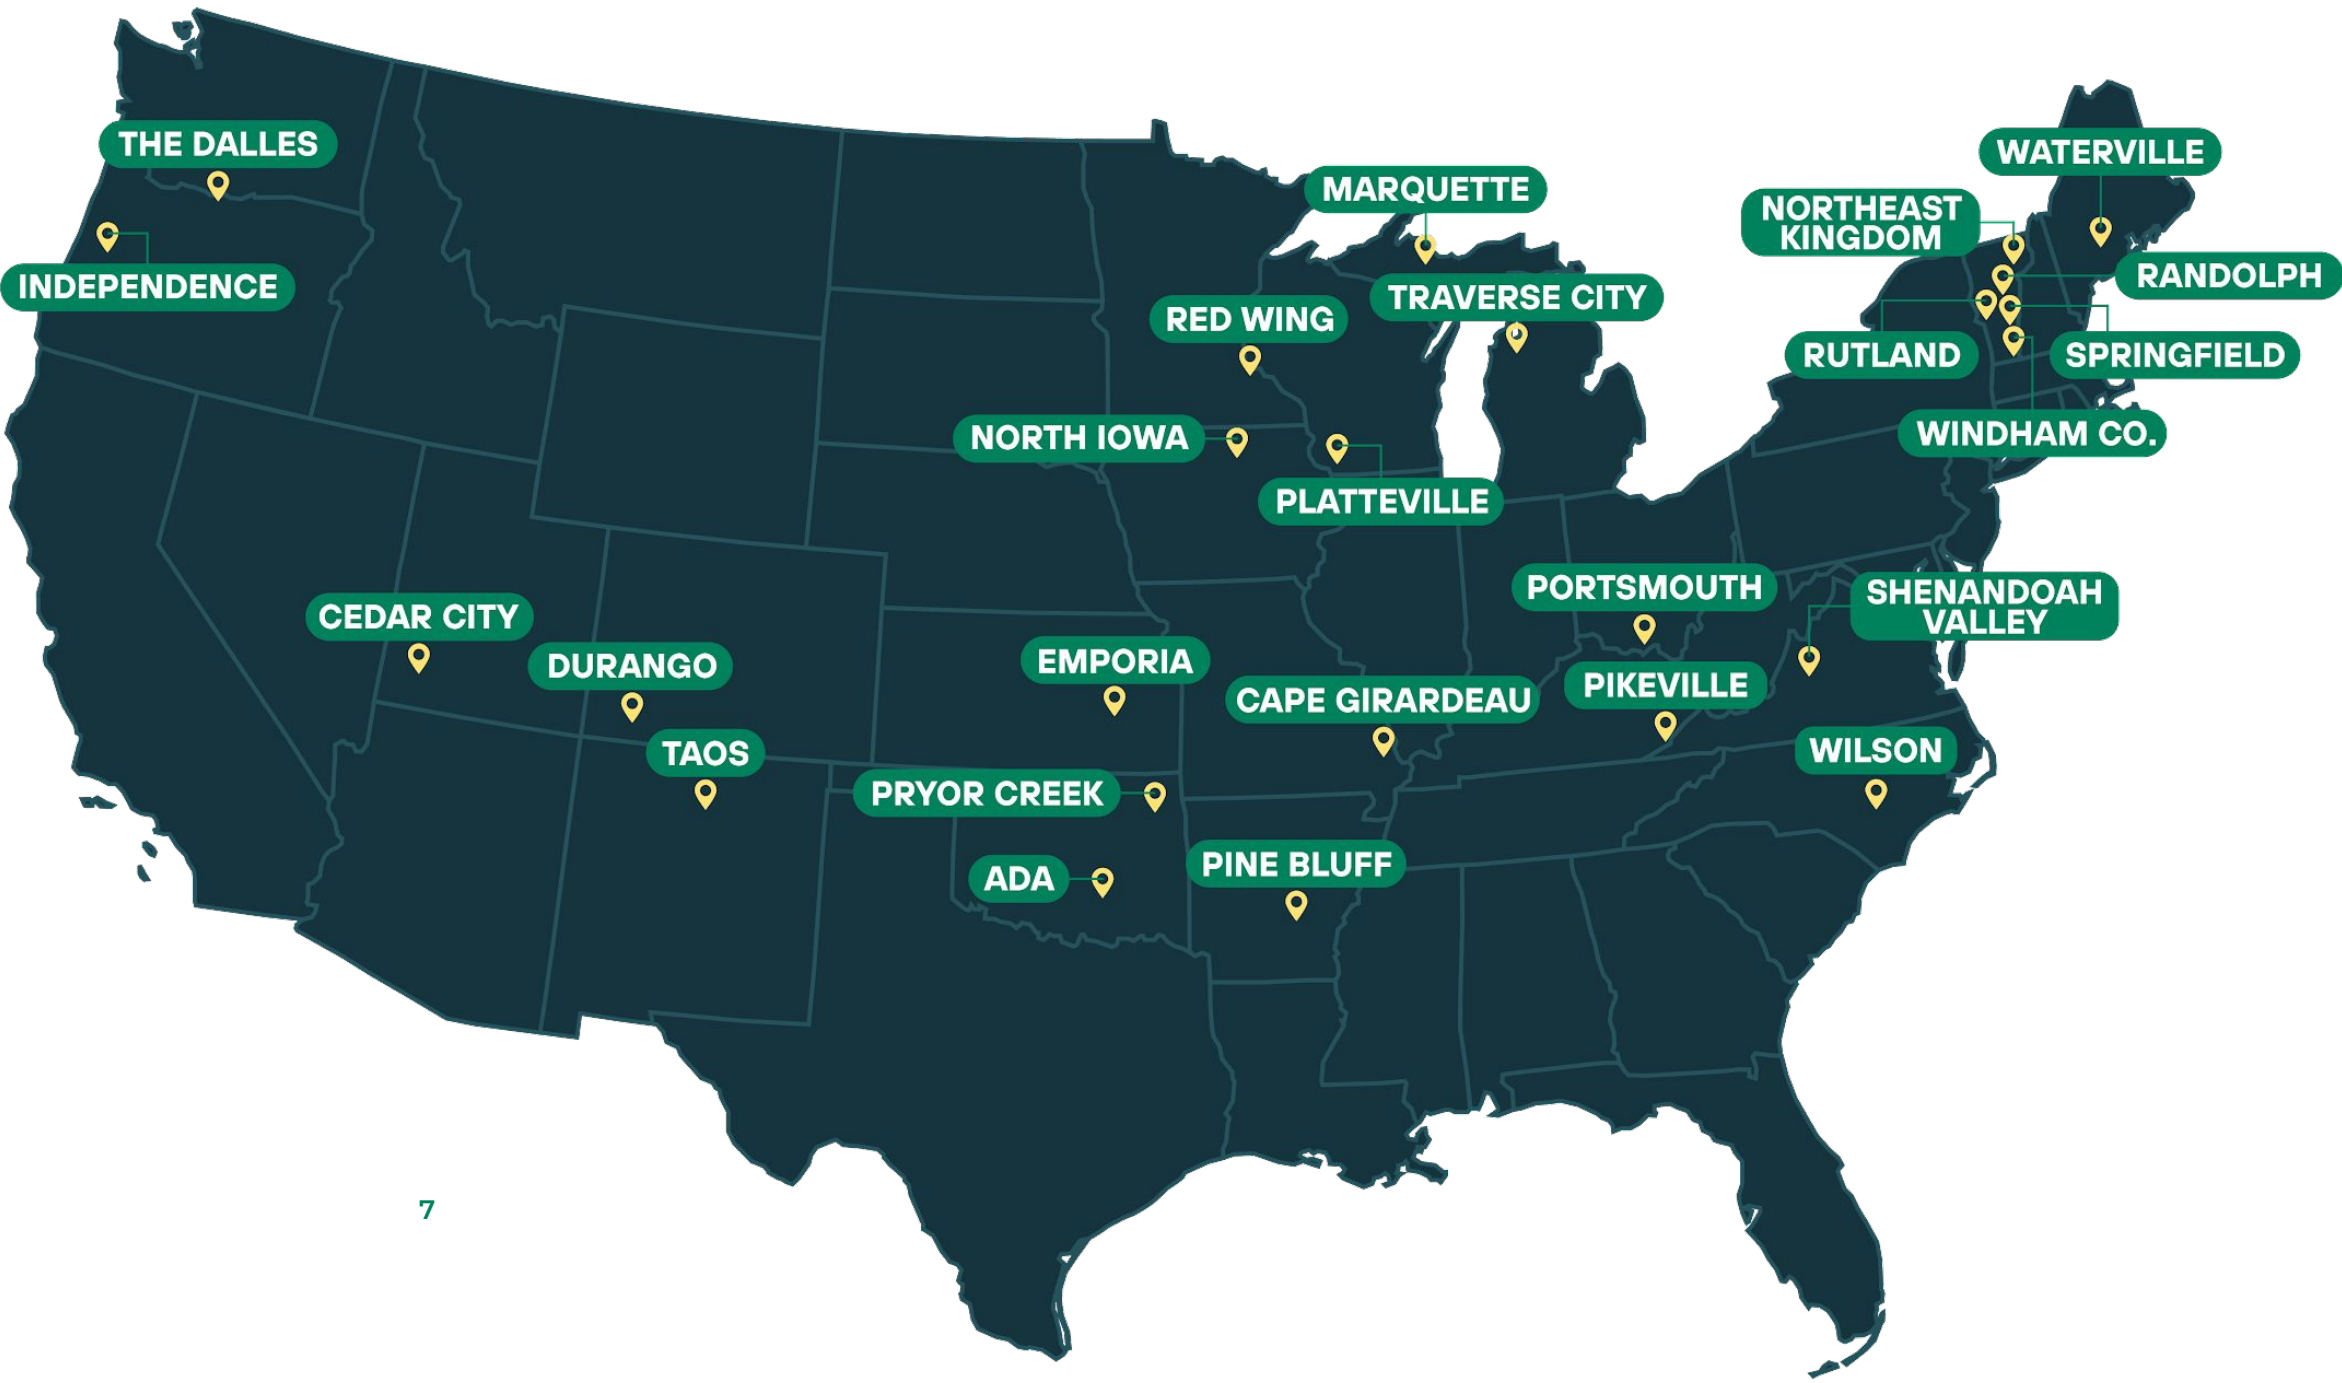 THE DALLES
WATERVILLE
MARQUETTE
NORTHEAST
KINGDOM
INDEPENDENCE
RANDOLPH
TRAVERSE CITY
RED WING
RUTLAND
SPRINGFIELD
NORTH IOWA
WINDHAM CO.
PLATTEVILLE
PORTSMOUTH
SHENANDOAH
VALLEY
CEDAR CITY
DURANGO
EMPORIA
PIKEVILLE
CAPE GIRARDEAU
TAOS
WILSON
PRYOR CREEK
PINE BLUFF
ADA
7